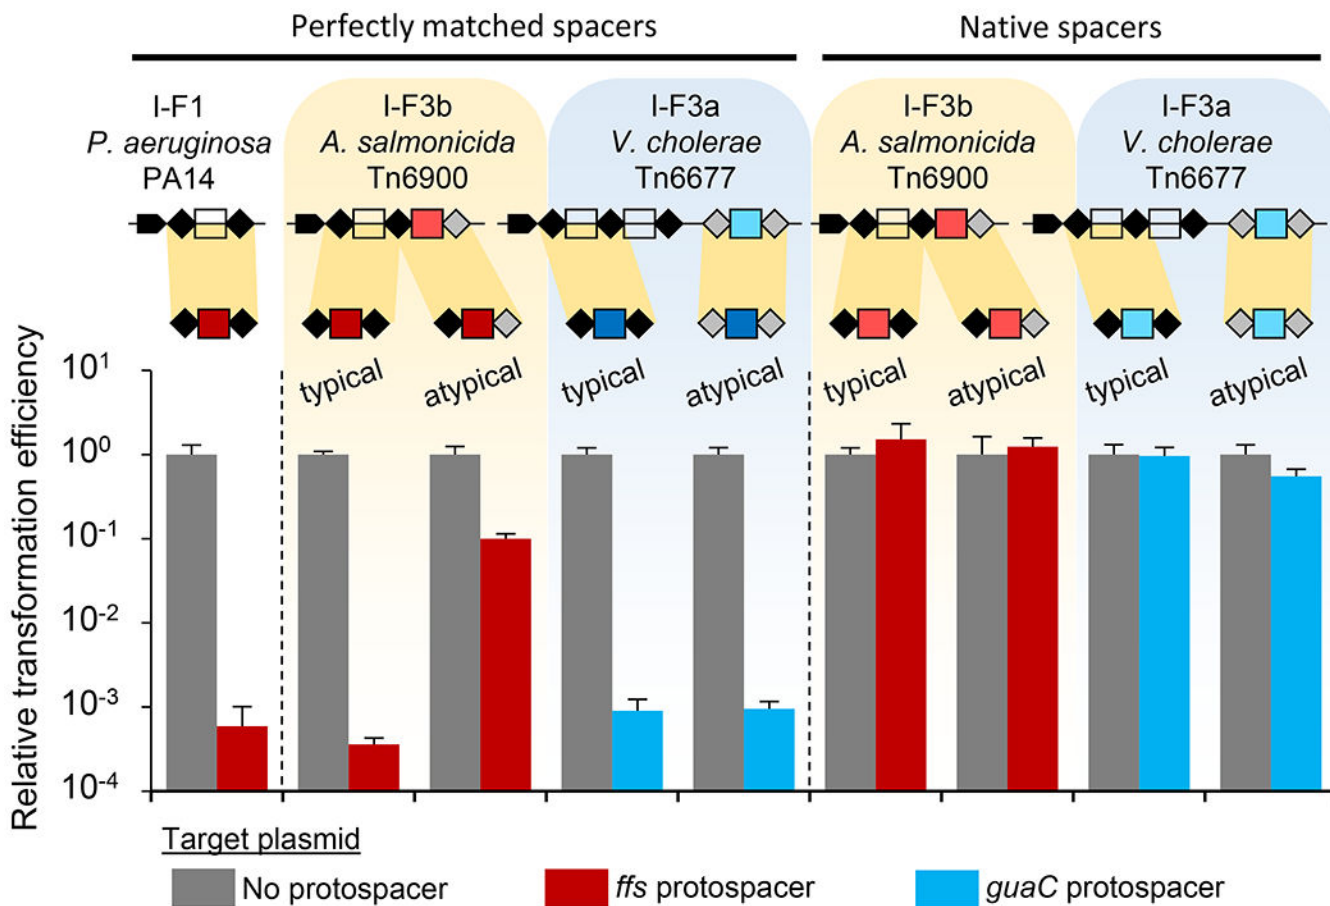 Perfectly matched spacers
Native spacers
I-F1
P. aeruginosa
PA14
I-F3b
A. salmonicida
Tn6900
I-F3a
V. cholerae
Tn6677
I-F3b
A. salmonicida
Tn6900
I-F3a
V. cholerae
Tn6677
typical
atypical
typical
atypical
typical
atypical
typical
atypical
Relative transformation efficiency
10^1
10^0
10^-1
10^-2
10^-3
10^-4
Target plasmid
No protospacer
ffs protospacer
guaC protospacer